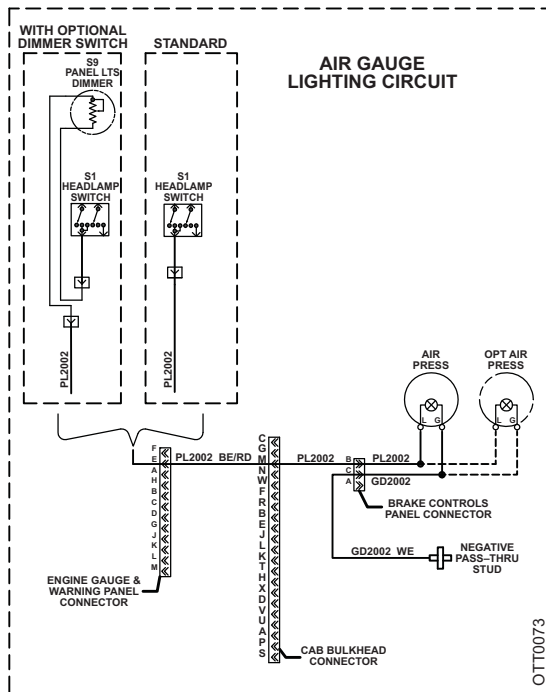 WITH OPTIONAL
DIMMER SWITCH
STANDARD
AIR GAUGE
LIGHTING CIRCUIT
S9
PANEL LTS
DIMMER
S1
HEADLAMP
SWITCH
S1
HEADLAMP
SWITCH
PL2002
PL2002
AIR
PRESS
OPT AIR
PRESS
L G
L G
F
E
A
H
B
C
D
G
J
K
L
M
PL2002 BE/RD
C
G
M
N
W
F
R
B
E
J
L
K
T
H
X
D
V
U
A
P
S
PL2002
B
C
A
PL2002
GD2002
BRAKE CONTROLS
PANEL CONNECTOR
GD2002 WE
NEGATIVE
PASS–THRU
STUD
ENGINE GAUGE &
WARNING PANEL
CONNECTOR
CAB BULKHEAD
CONNECTOR
OTT0073